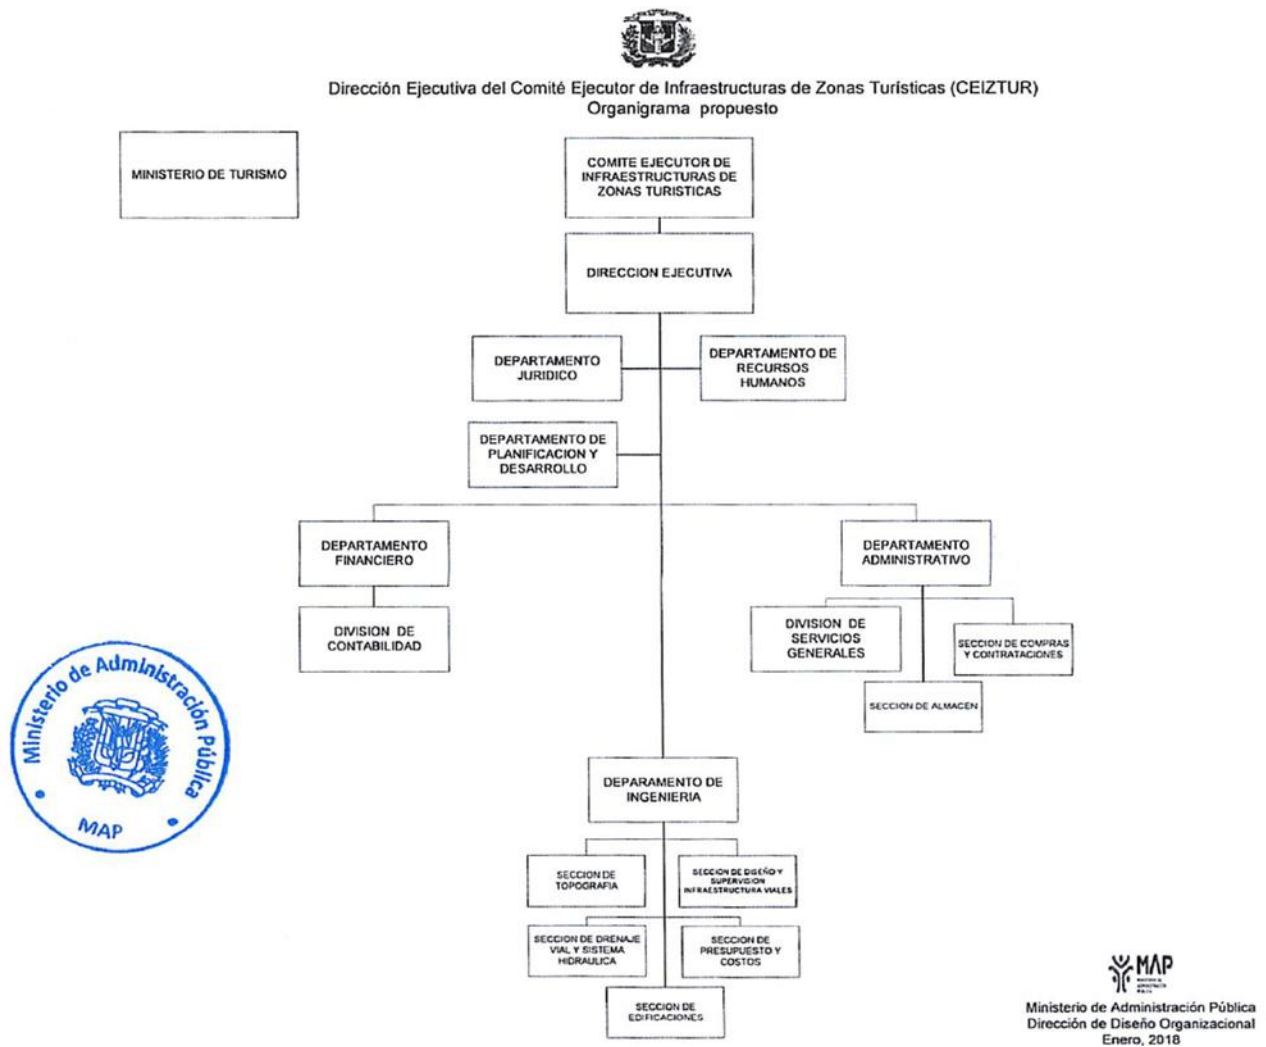 Dirección Ejecutiva del Comité Ejecutor de Infraestructuras de Zonas Turísticas (CEIZTUR)
Organigrama propuesto
MINISTERIO DE TURISMO
COMITE EJECUTOR DE
INFRAESTRUCTURAS DE
ZONAS TURISTICAS
DIRECCION EJECUTIVA
DEPARTAMENTO
JURIDICO
DEPARTAMENTO DE
RECURSOS
HUMANOS
DEPARTAMENTO DE
PLANIFICACION Y
DESARROLLO
DEPARTAMENTO
FINANCIERO
DEPARTAMENTO
ADMINISTRATIVO
DIVISION DE
CONTABILIDAD
DIVISION DE
SERVICIOS
GENERALES
SECCION DE COMPRAS
Y CONTRATACIONES
SECCION DE ALMACEN
Ministerio de Administración Pública
MAP
DEPARAMENTO DE
INGENIERIA
SECCION DE
TOPOGRAFIA
SECCION DE DISEÑO Y
SUPERVISION
INFRAESTRUCTURA VIALES
SECCION DE DRENAJE
VIAL Y SISTEMA
HIDRAULICA
SECCION DE
PRESUPUESTO Y
COSTOS
SECCION DE
EDIFICACIONES
MAP
Ministerio de Administración Pública
Dirección de Diseño Organizacional
Enero, 2018